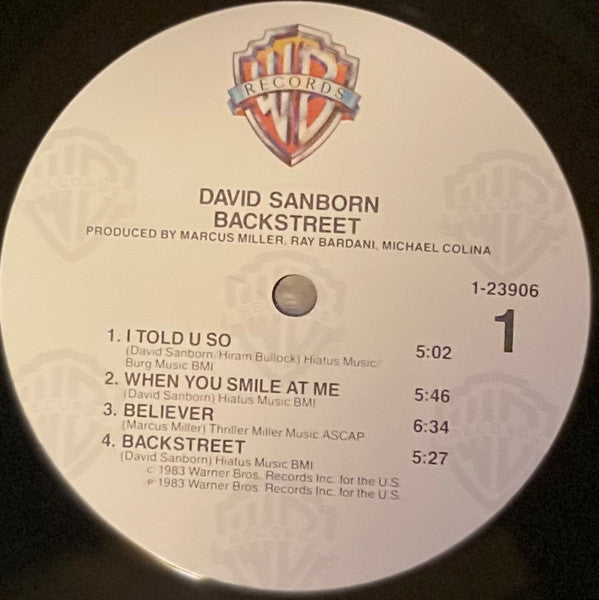 WB
RECORDS
DAVID SANBORN
BACKSTREET
PRODUCED BY MARCUS MILLER, RAY BARDANI, MICHAEL COLINA
1-23906
1
1. I TOLD U SO 5:02
(David Sanborn/Hiram Bullock) Hiatus Music/
Burg Music BMI
2. WHEN YOU SMILE AT ME 5:46
(David Sanborn) Hiatus Music BMI
3. BELIEVER 6:34
(Marcus Miller) Thriller Miller Music ASCAP
4. BACKSTREET 5:27
(David Sanborn) Hiatus Music BMI
© 1983 Warner Bros. Records Inc. for the U.S.
℗ 1983 Warner Bros. Records Inc. for the U.S.